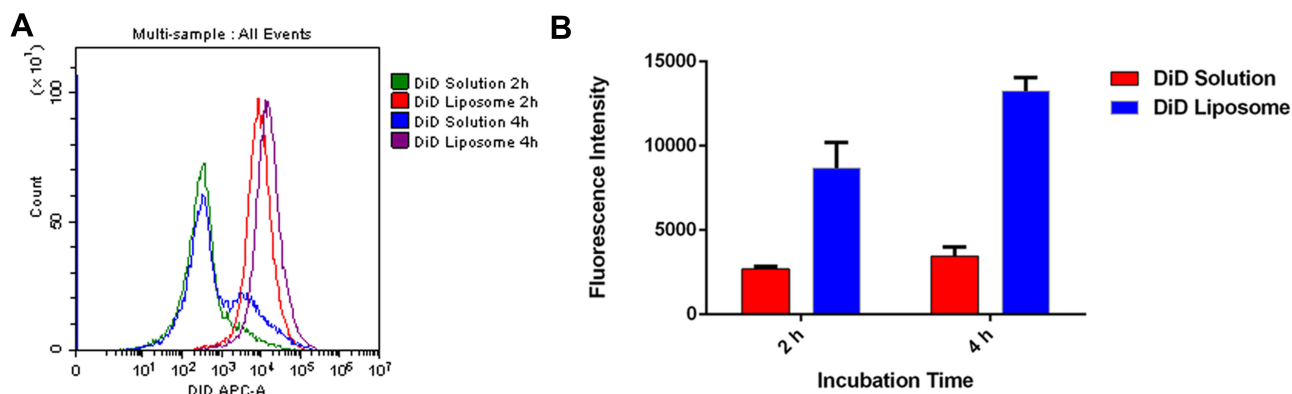 A
Multi-sample : All Events
(× 10¹)
100
50
0
Count
0
10¹
10²
10³
10⁴
10⁵
10⁶
10⁷
DID APC-A
DiD Solution 2h
DiD Liposome 2h
DiD Solution 4h
DiD Liposome 4h
B
15000
10000
5000
0
Fluorescence Intensity
2 h
4 h
Incubation Time
DiD Solution
DiD Liposome